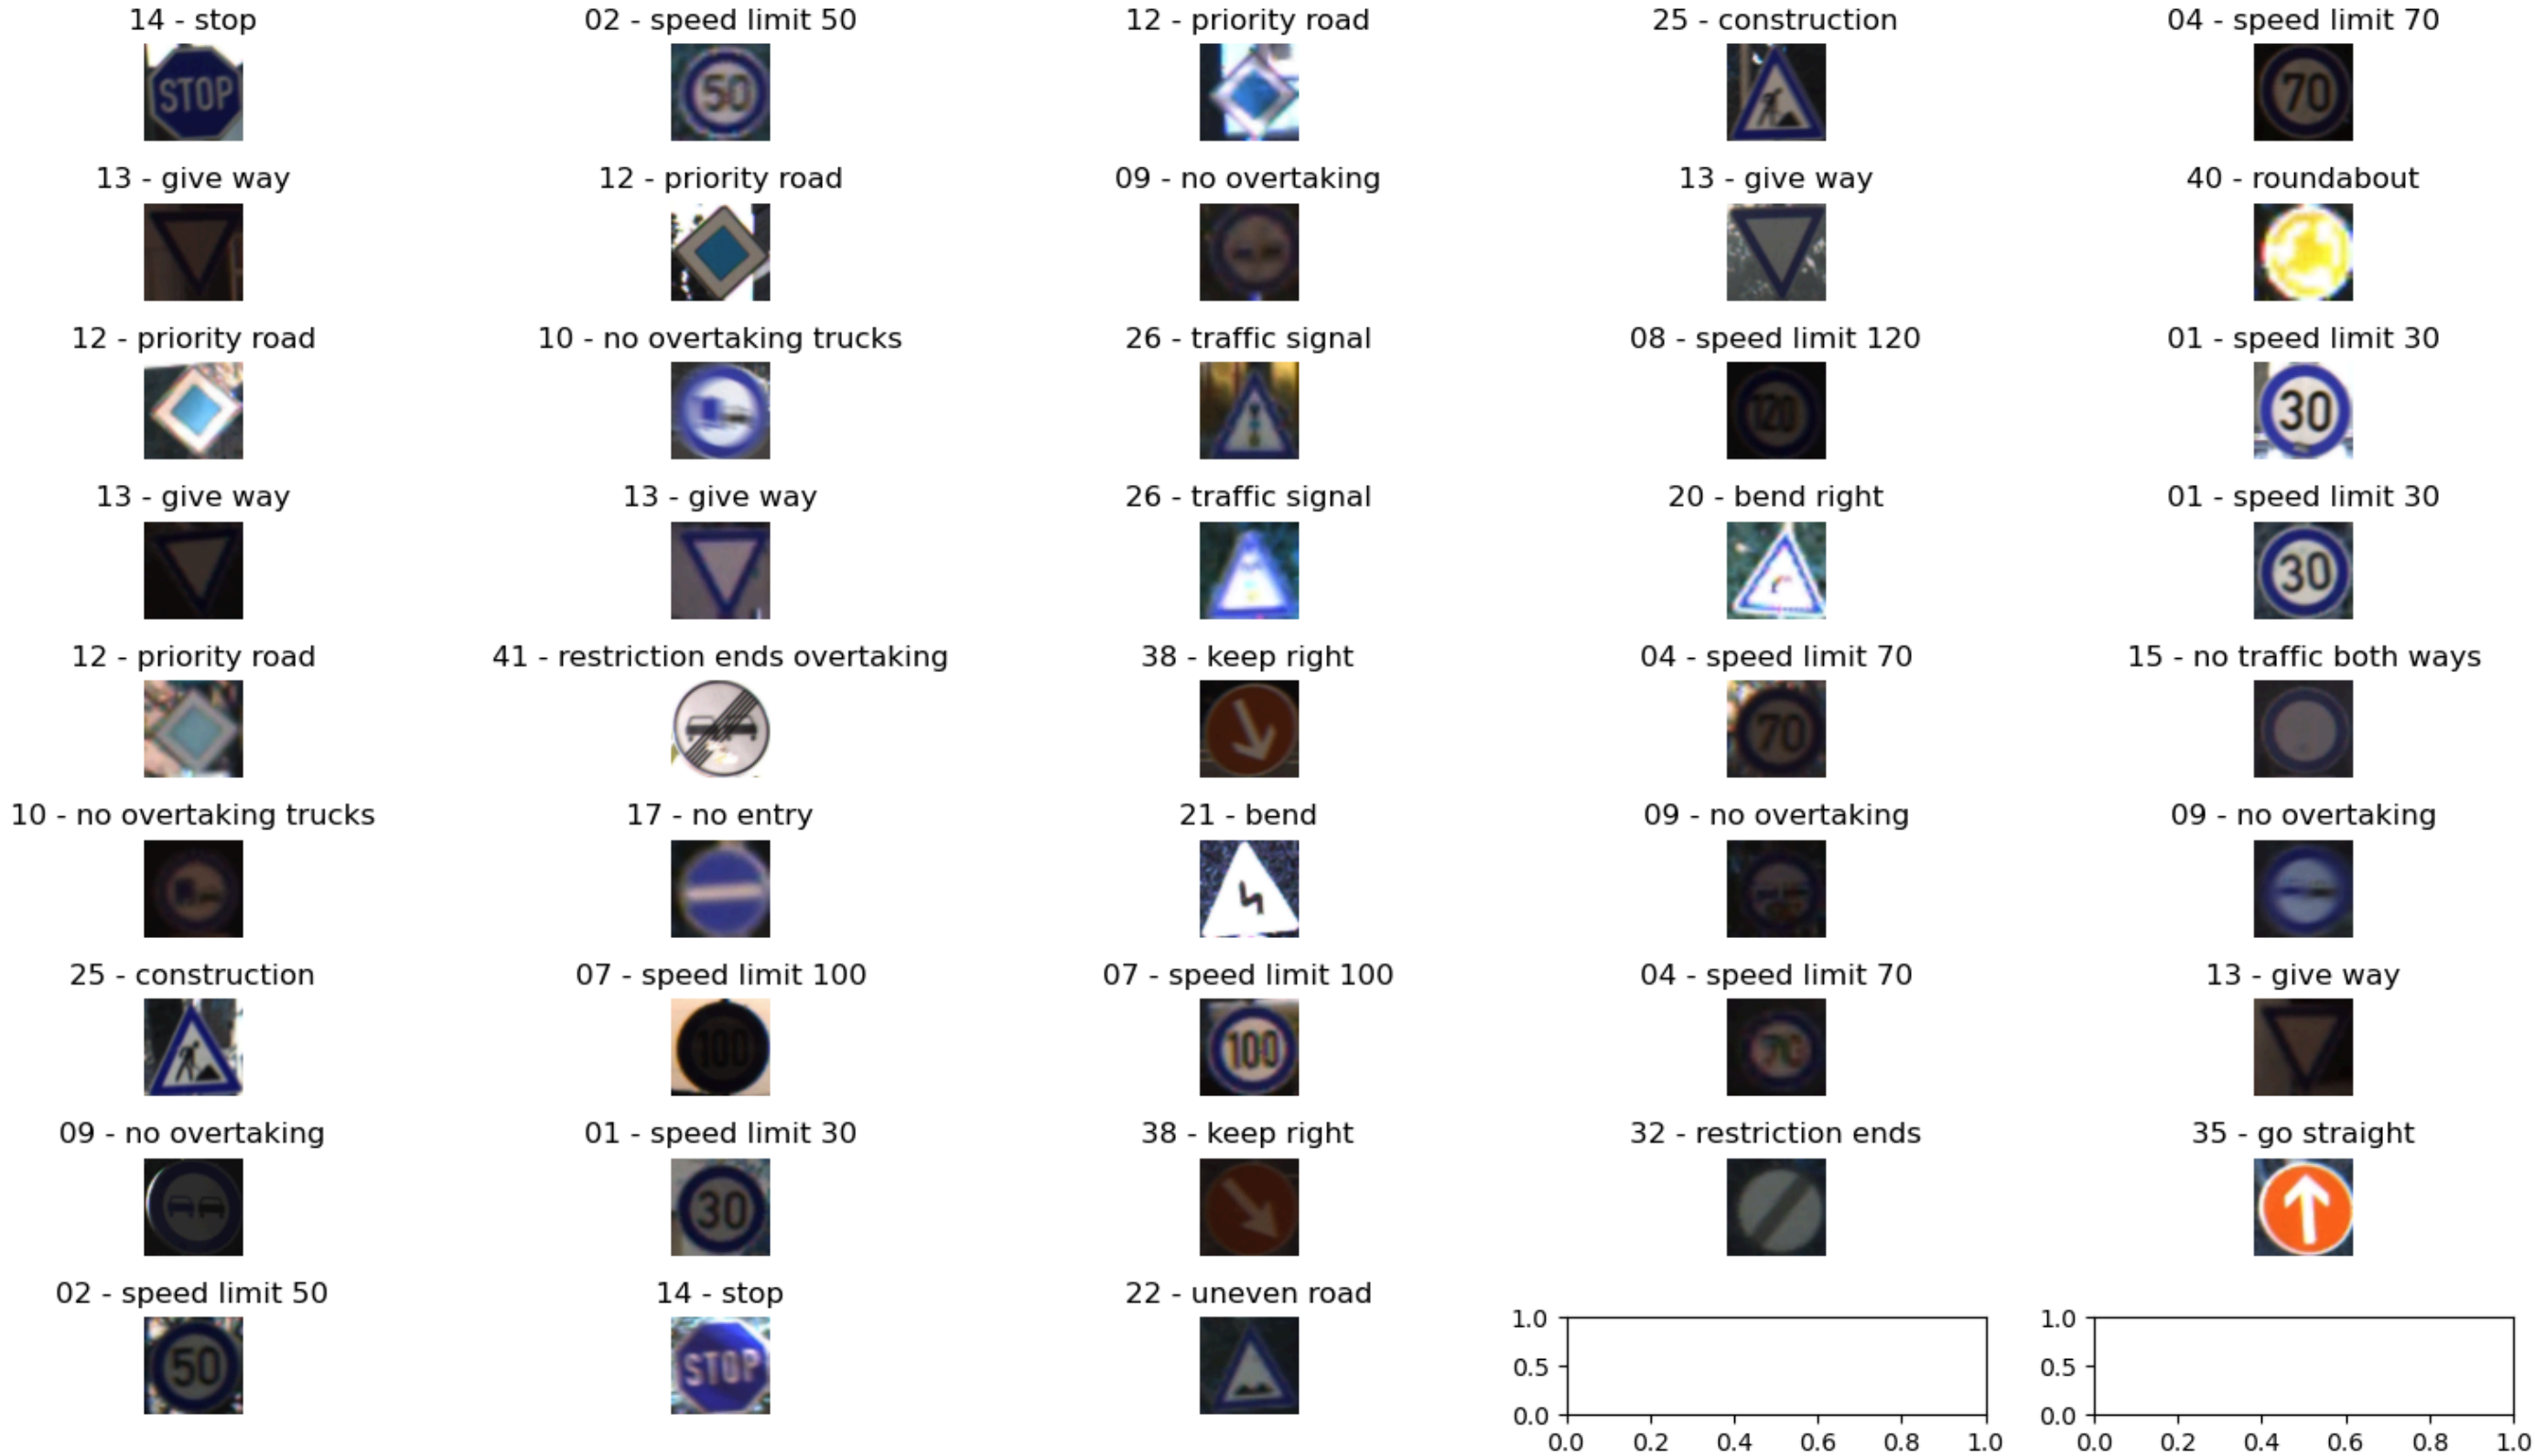 14 - stop
02 - speed limit 50
12 - priority road
25 - construction
04 - speed limit 70
STOP
50
70
13 - give way
12 - priority road
09 - no overtaking
13 - give way
40 - roundabout
12 - priority road
10 - no overtaking trucks
26 - traffic signal
08 - speed limit 120
01 - speed limit 30
120
30
13 - give way
13 - give way
26 - traffic signal
20 - bend right
01 - speed limit 30
30
12 - priority road
41 - restriction ends overtaking
38 - keep right
04 - speed limit 70
15 - no traffic both ways
70
10 - no overtaking trucks
17 - no entry
21 - bend
09 - no overtaking
09 - no overtaking
25 - construction
07 - speed limit 100
07 - speed limit 100
04 - speed limit 70
13 - give way
100
100
70
09 - no overtaking
01 - speed limit 30
38 - keep right
32 - restriction ends
35 - go straight
30
02 - speed limit 50
14 - stop
22 - uneven road
50
STOP
1.0
0.5
0.0
0.0 0.2 0.4 0.6 0.8 1.0
1.0
0.5
0.0
0.0 0.2 0.4 0.6 0.8 1.0